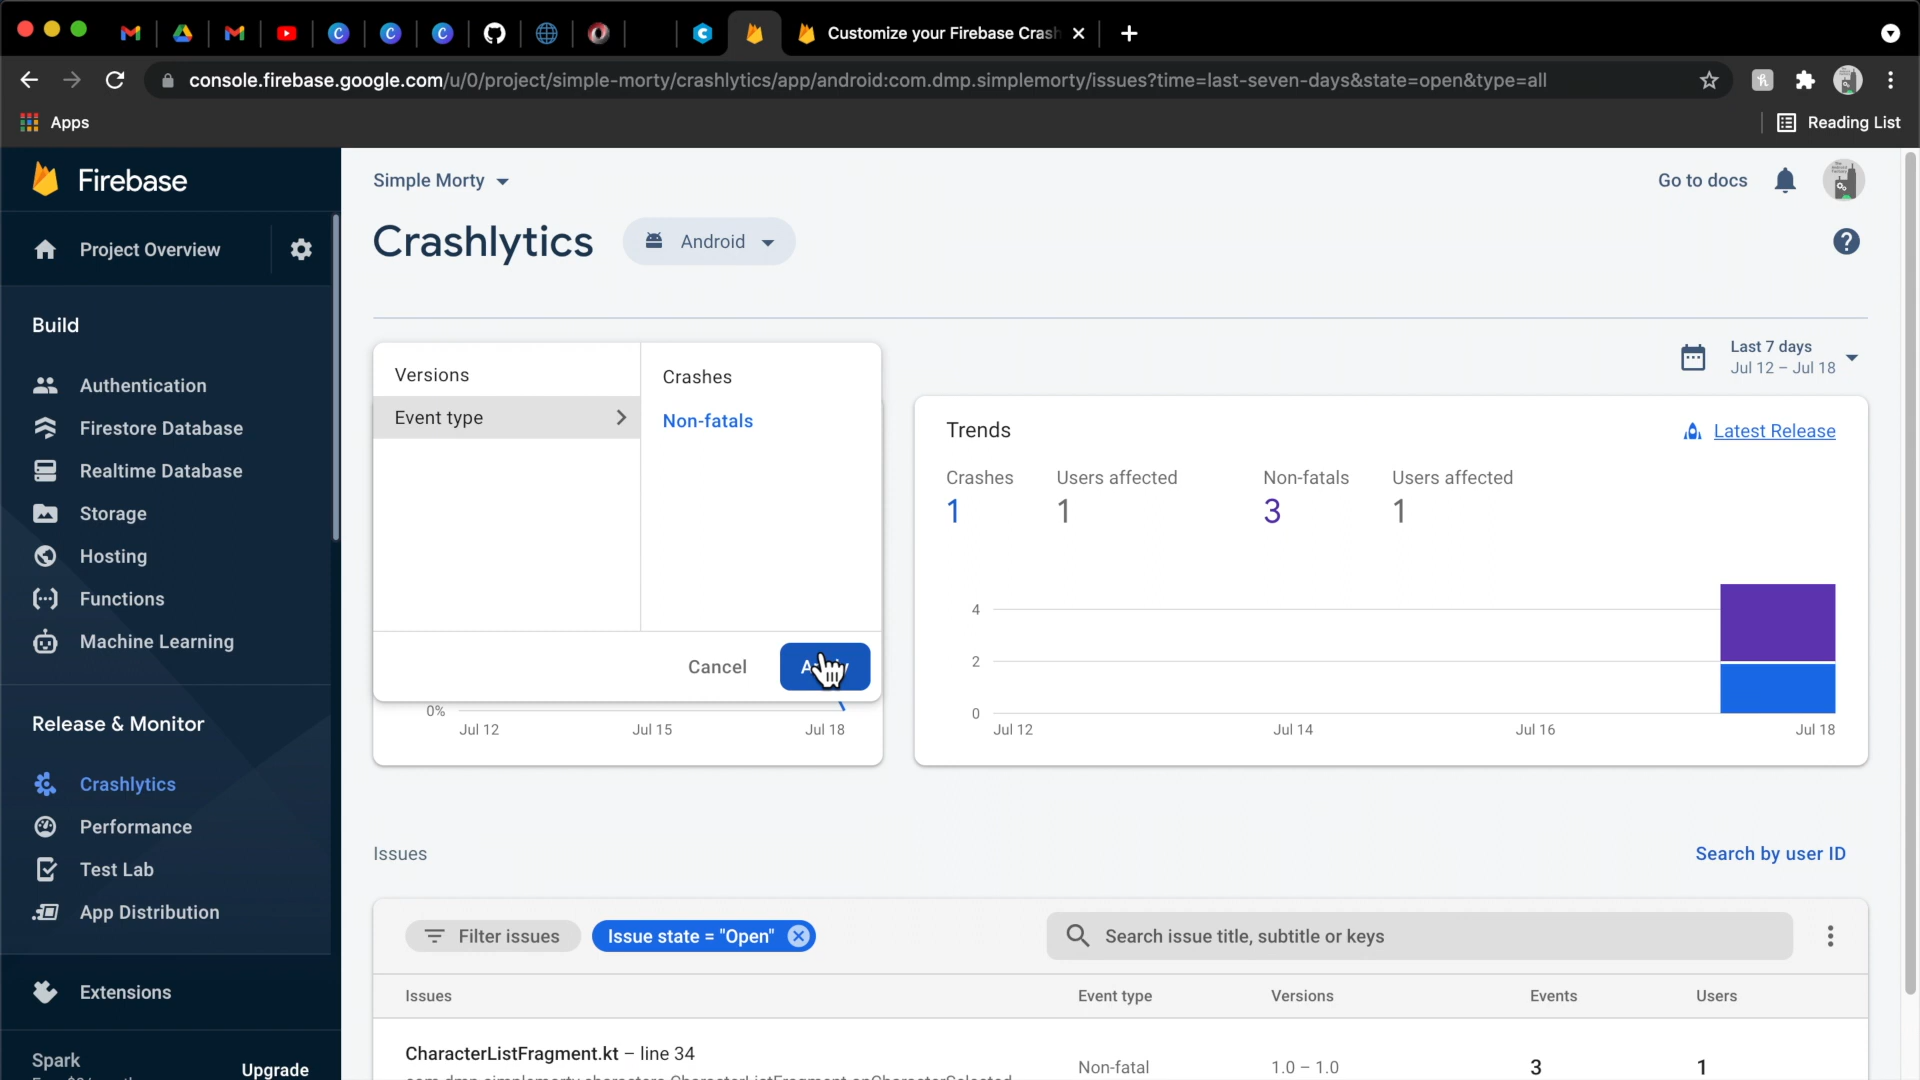 Customize your Firebase Crash
console.firebase.google.com/u/0/project/simple-morty/crashlytics/app/android:com.dmp.simplemorty/issues?time=last-seven-days&state=open&type=all
Apps
Reading List
Firebase
Project Overview
Build
Authentication
Firestore Database
Realtime Database
Storage
Hosting
Functions
Machine Learning
Release & Monitor
Crashlytics
Performance
Test Lab
App Distribution
Extensions
Spark
Upgrade
Simple Morty
Go to docs
Crashlytics
Android
Versions
Event type
Crashes
Non-fatals
Cancel
0%
Jul 12 Jul 15 Jul 18
Last 7 days
Jul 12 – Jul 18
Trends
Latest Release
Crashes Users affected Non-fatals Users affected
1 1 3 1
4
2
0
Jul 12 Jul 14 Jul 16 Jul 18
Issues
Search by user ID
Filter issues
Issue state = "Open"
Search issue title, subtitle or keys
Issues Event type Versions Events Users
CharacterListFragment.kt – line 34
Non-fatal 1.0 – 1.0 3 1